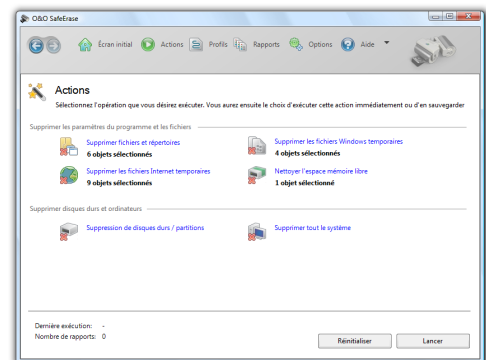 O&O SafeErase
Écran initial Actions Profils Rapports Options Aide
Actions
Sélectionnez l'opération que vous désirez exécuter. Vous aurez ensuite le choix d'exécuter cette action immédiatement ou d'en sauvegarder
Supprimer les paramètres du programme et les fichiers
Supprimer fichiers et répertoires
6 objets sélectionnés
Supprimer les fichiers Windows temporaires
4 objets sélectionnés
Supprimer les fichiers Internet temporaires
9 objets sélectionnés
Nettoyer l'espace mémoire libre
1 objet sélectionné
Supprimer disques durs et ordinateurs
Suppression de disques durs / partitions
Supprimer tout le système
Dernière exécution: -
Nombre de rapports: 0
Réinitialiser
Lancer